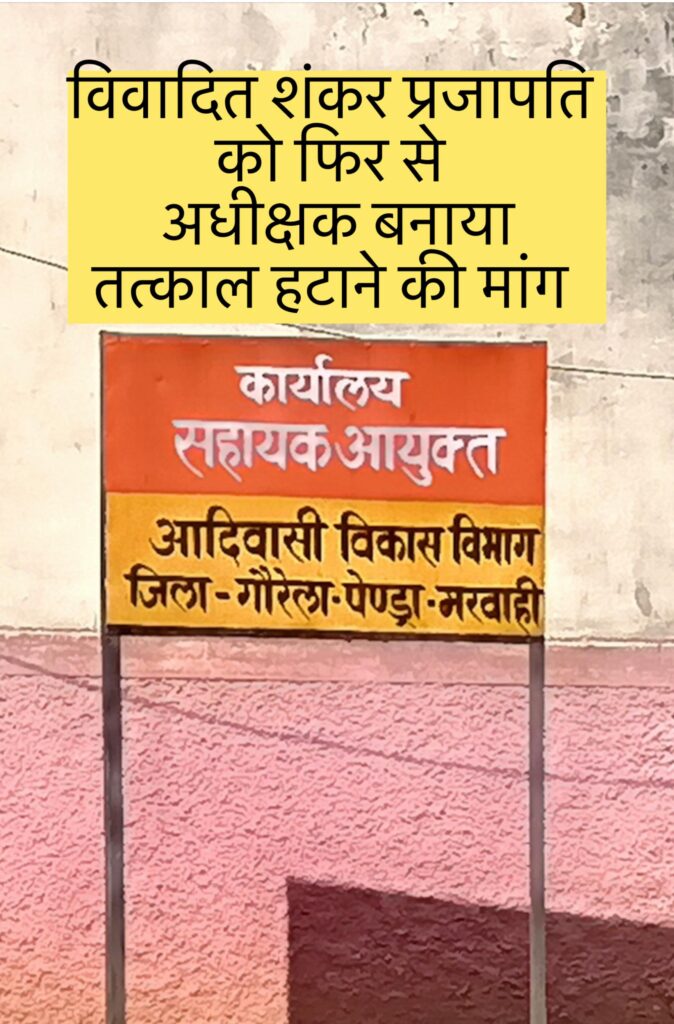 विवादित शंकर प्रजापति
को फिर से
अधीक्षक बनाया
तत्काल हटाने की मांग
कार्यालय
सहायक आयुक्त
आदिवासी विकास विभाग
जिला - गौरेला-पेण्ड्रा-मरवाही